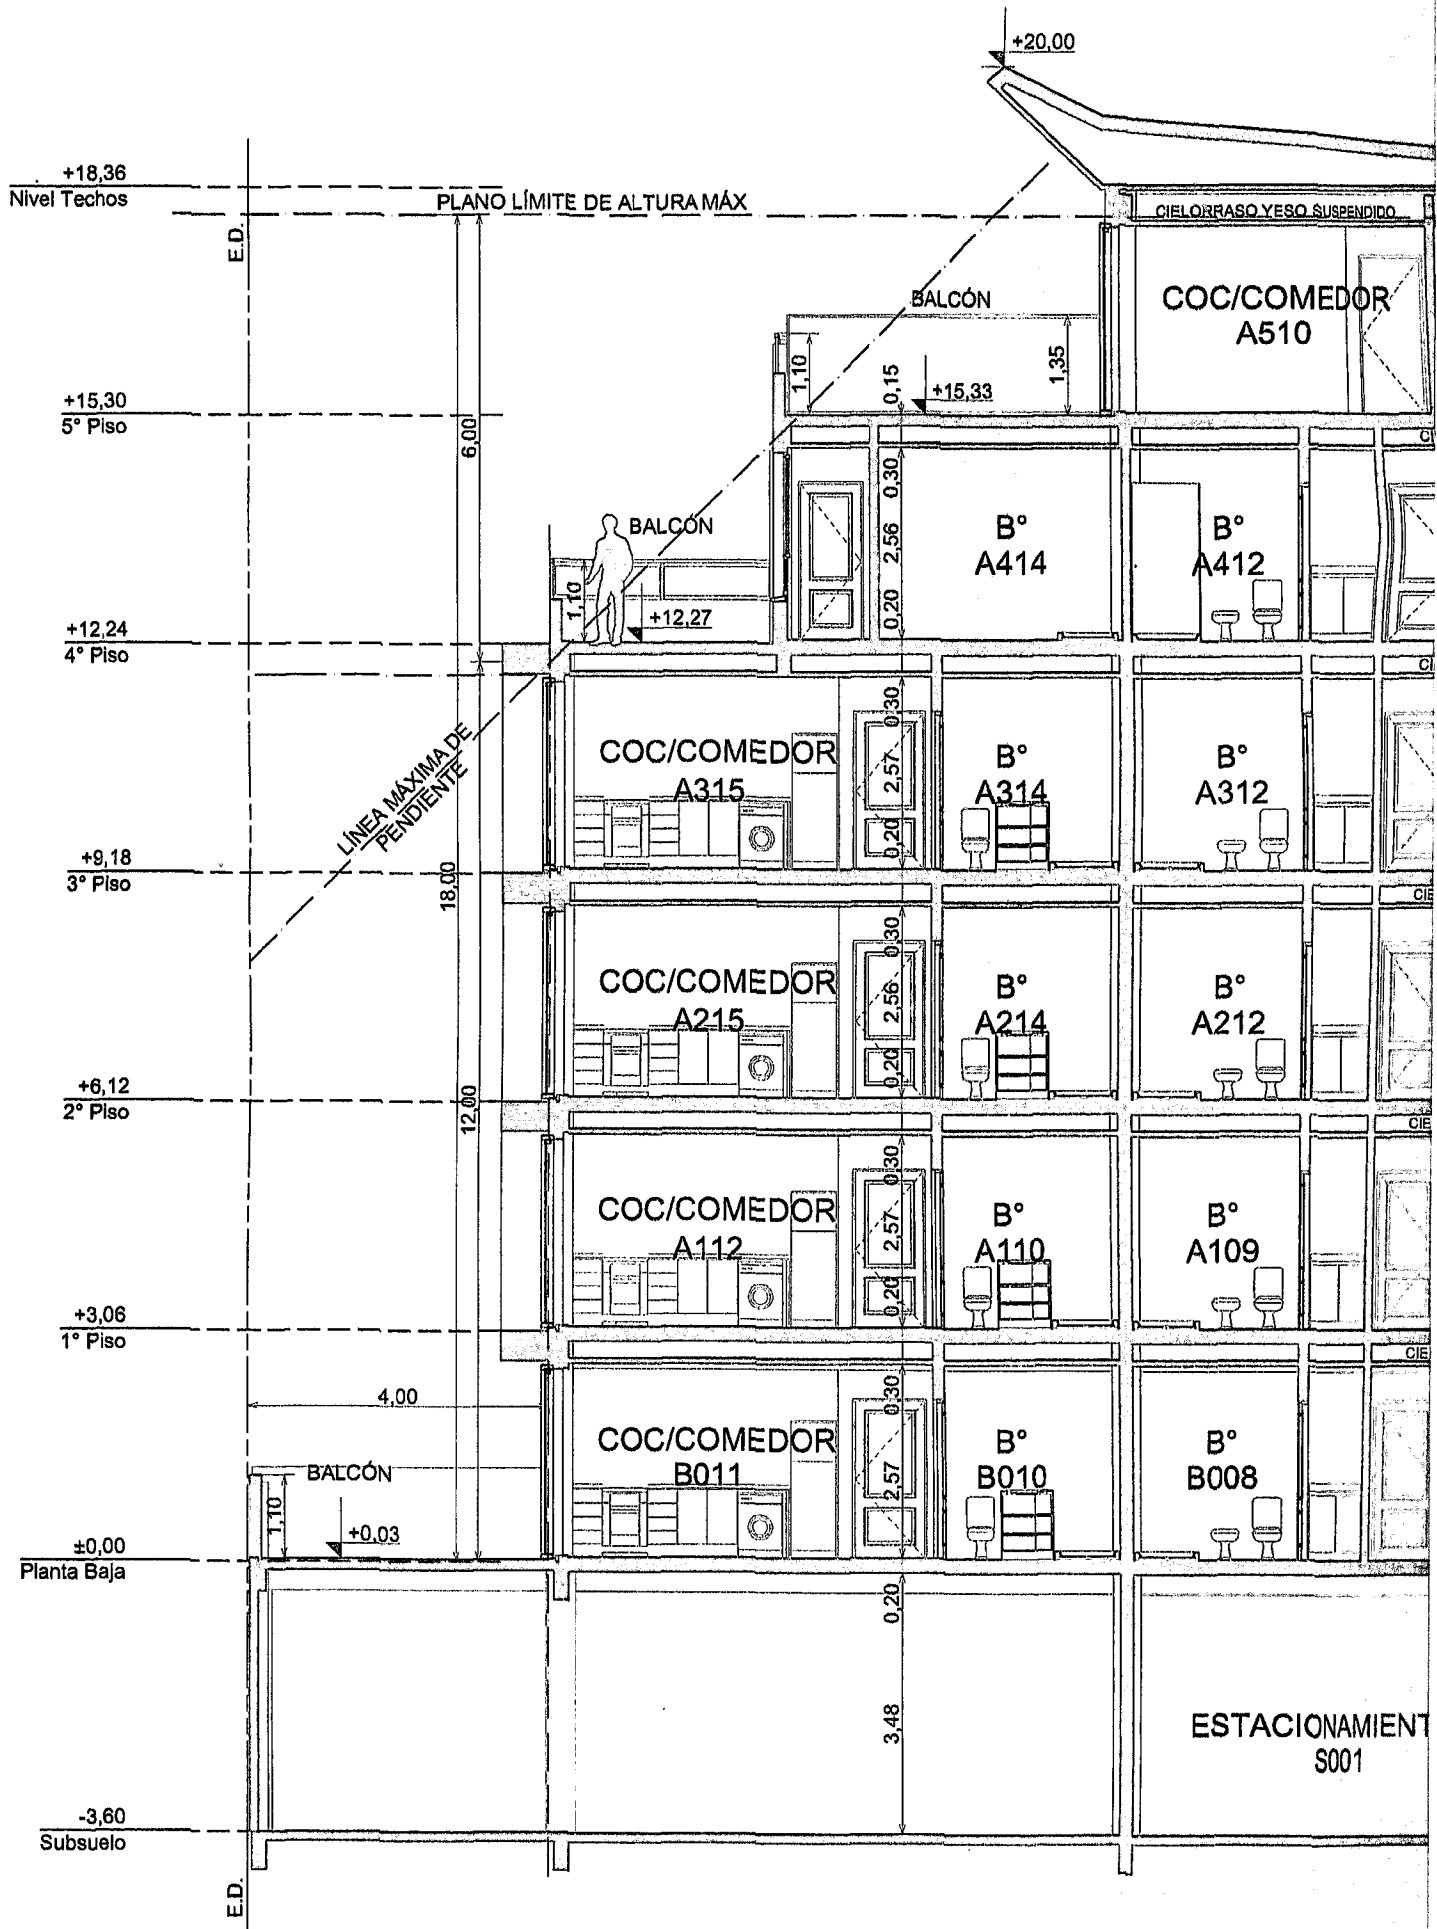 +20,00
+18,36
Nivel Techos
PLANO LÍMITE DE ALTURA MÁX
CIELORRASO YESO SUSPENDIDO
E.D.
COC/COMEDOR
A510
BALCÓN
1,10
0,15
+15,33
1,35
+15,30
5° Piso
6,00
0,30
2,56
0,20
BALCÓN
B°
A414
B°
A412
1,10
+12,27
+12,24
4° Piso
LÍNEA MÁXIMA DE
PENDIENTE
COC/COMEDOR
A315
0,30
2,57
0,20
B°
A314
B°
A312
+9,18
3° Piso
18,00
CIE
COC/COMEDOR
A215
0,30
2,56
0,20
B°
A214
B°
A212
+6,12
2° Piso
12,00
CIE
COC/COMEDOR
A112
0,30
2,57
0,20
B°
A110
B°
A109
+3,06
1° Piso
CIE
4,00
COC/COMEDOR
B011
0,30
2,57
B°
B010
B°
B008
BALCÓN
1,10
+0,03
±0,00
Planta Baja
0,20
3,48
ESTACIONAMIENT
S001
-3,60
Subsuelo
E.D.